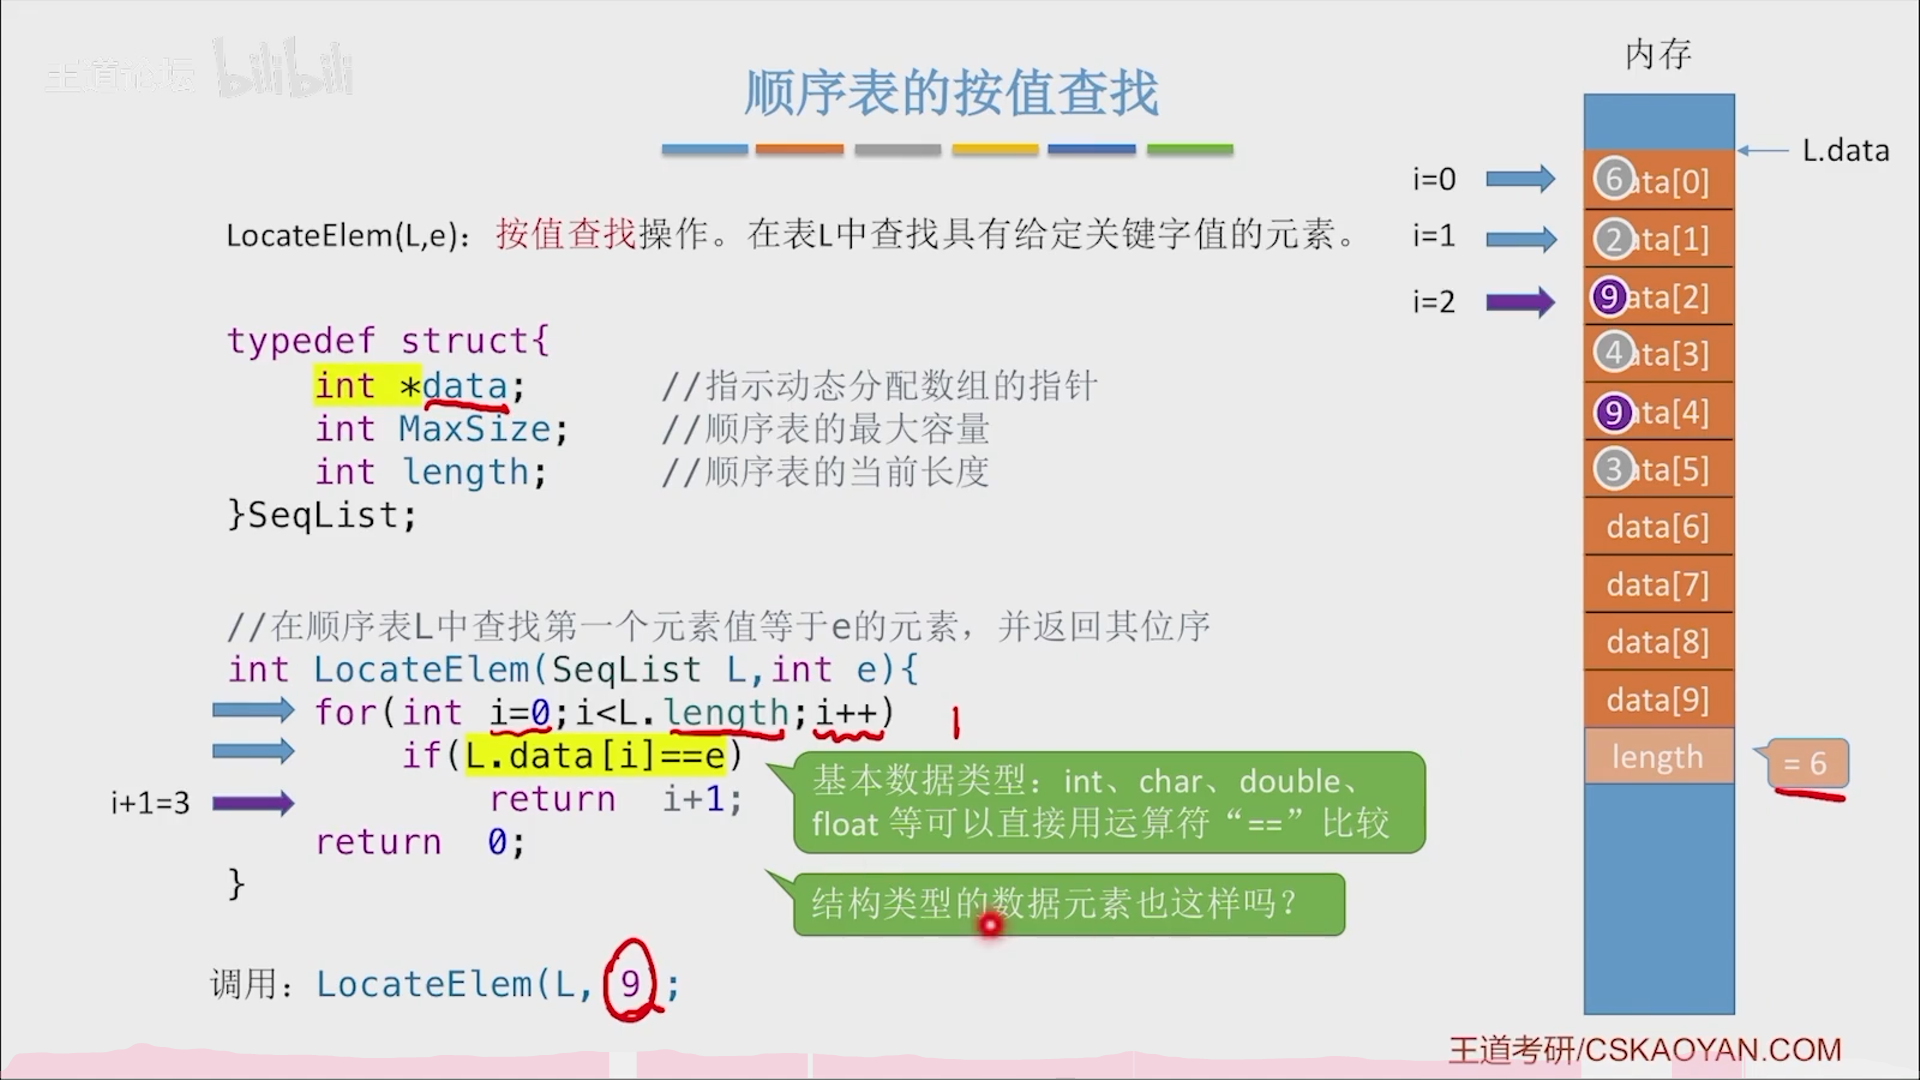 王道论坛 bilibili
顺序表的按值查找
LocateElem(L,e)：按值查找操作。在表L中查找具有给定关键字值的元素。
typedef struct{
int *data; //指示动态分配数组的指针
int MaxSize; //顺序表的最大容量
int length; //顺序表的当前长度
}SeqList;
//在顺序表L中查找第一个元素值等于e的元素，并返回其位序
int LocateElem(SeqList L,int e){
for(int i=0;i<L.length;i++)
if(L.data[i]==e)
i+1=3
return i+1;
return 0;
}
基本数据类型：int、char、double、
float 等可以直接用运算符“==”比较
结构类型的数据元素也这样吗？
调用：LocateElem(L, 9 ;
内存
L.data
i=0 6 ata[0]
i=1 2 ata[1]
i=2 9 ata[2]
4 ata[3]
9 ata[4]
3 ata[5]
data[6]
data[7]
data[8]
data[9]
length = 6
王道考研/CSKAOYAN.COM